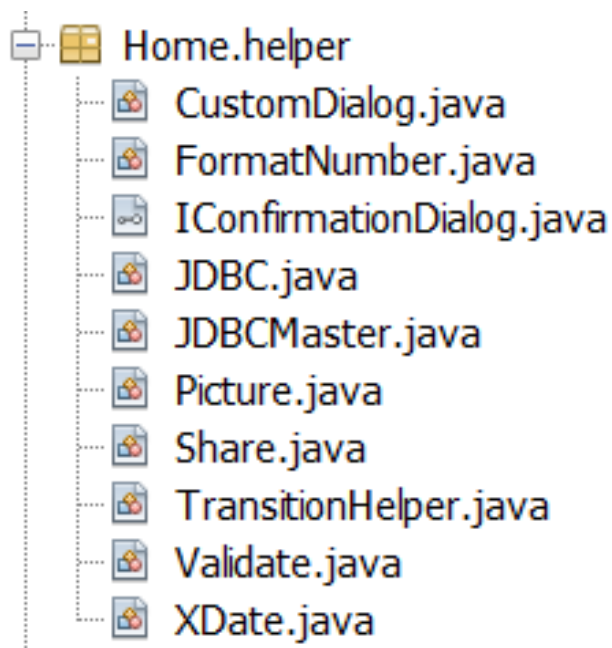 Home.helper
CustomDialog.java
FormatNumber.java
IConfirmationDialog.java
JDBC.java
JDBCMaster.java
Picture.java
Share.java
TransitionHelper.java
Validate.java
XDate.java